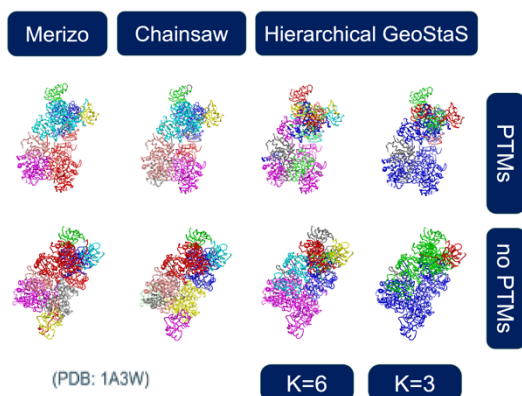 Merizo
Chainsaw
Hierarchical GeoStaS
PTMs
no PTMs
(PDB: 1A3W)
K=6
K=3